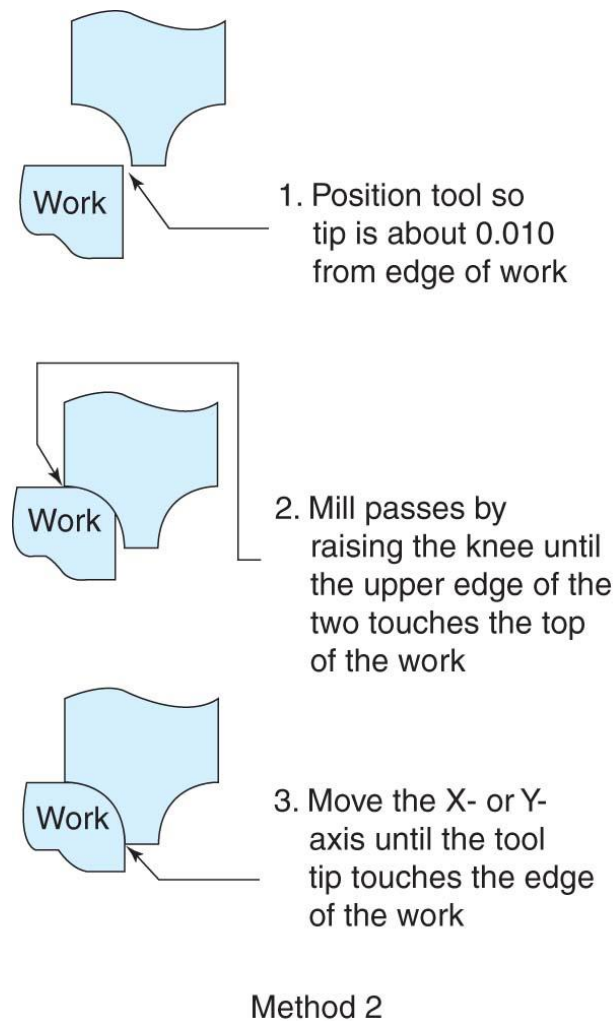 Work
1. Position tool so
tip is about 0.010
from edge of work
Work
2. Mill passes by
raising the knee until
the upper edge of the
two touches the top
of the work
Work
3. Move the X- or Y-
axis until the tool
tip touches the edge
of the work
Method 2